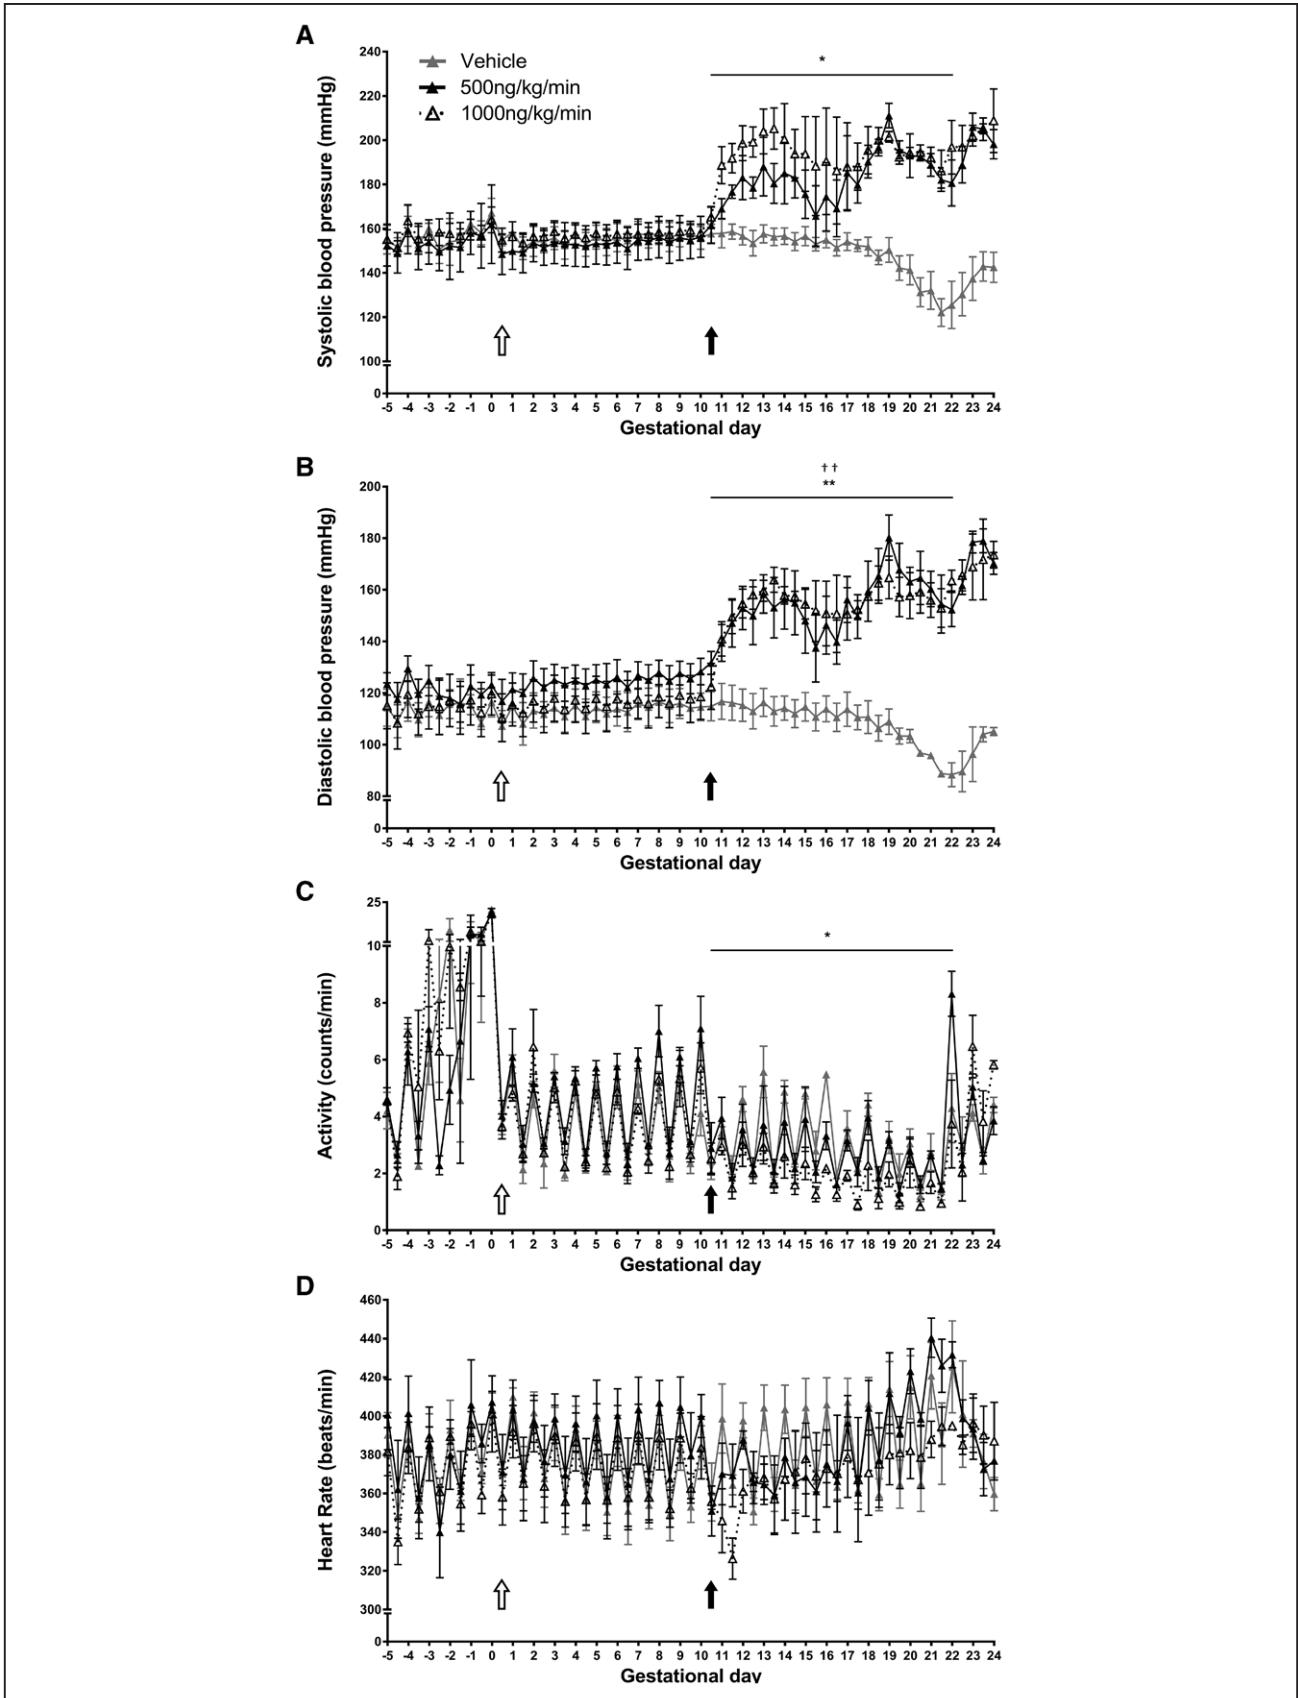 A
Vehicle
500ng/kg/min
1000ng/kg/min
*
Systolic blood pressure (mmHg)
240
220
200
180
160
140
120
100
0
-5 -4 -3 -2 -1 0 1 2 3 4 5 6 7 8 9 10 11 12 13 14 15 16 17 18 19 20 21 22 23 24
Gestational day
B
† †
**
Diastolic blood pressure (mmHg)
200
180
160
140
120
100
80
0
-5 -4 -3 -2 -1 0 1 2 3 4 5 6 7 8 9 10 11 12 13 14 15 16 17 18 19 20 21 22 23 24
Gestational day
C
*
Activity (counts/min)
25
10
8
6
4
2
0
-5 -4 -3 -2 -1 0 1 2 3 4 5 6 7 8 9 10 11 12 13 14 15 16 17 18 19 20 21 22 23 24
Gestational day
D
Heart Rate (beats/min)
460
440
420
400
380
360
340
320
300
0
-5 -4 -3 -2 -1 0 1 2 3 4 5 6 7 8 9 10 11 12 13 14 15 16 17 18 19 20 21 22 23 24
Gestational day